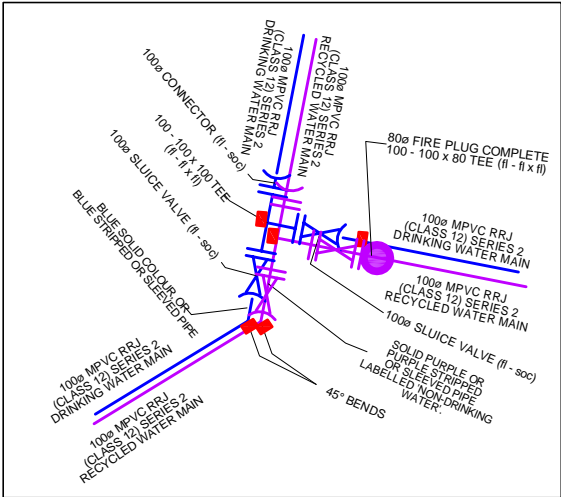 100ø MPVC RRJ
(CLASS 12) SERIES 2
DRINKING WATER MAIN
100ø MPVC RRJ
(CLASS 12) SERIES 2
RECYCLED WATER MAIN
100ø CONNECTOR (fl - soc)
100 - 100 x 100 TEE
(fl - fl x fl)
100ø SLUICE VALVE (fl - soc)
BLUE SOLID COLOUR OR
BLUE STRIPPED OR SLEEVED PIPE
80ø FIRE PLUG COMPLETE
100 - 100 x 80 TEE (fl - fl x fl)
100ø MPVC RRJ
(CLASS 12) SERIES 2
DRINKING WATER MAIN
100ø MPVC RRJ
(CLASS 12) SERIES 2
RECYCLED WATER MAIN
100ø SLUICE VALVE (fl - soc)
SOLID PURPLE OR
PURPLE STRIPPED
OR SLEEVED PIPE
LABELLED 'NON-DRINKING
WATER'.
45° BENDS
100ø MPVC RRJ
(CLASS 12) SERIES 2
DRINKING WATER MAIN
100ø MPVC RRJ
(CLASS 12) SERIES 2
RECYCLED WATER MAIN